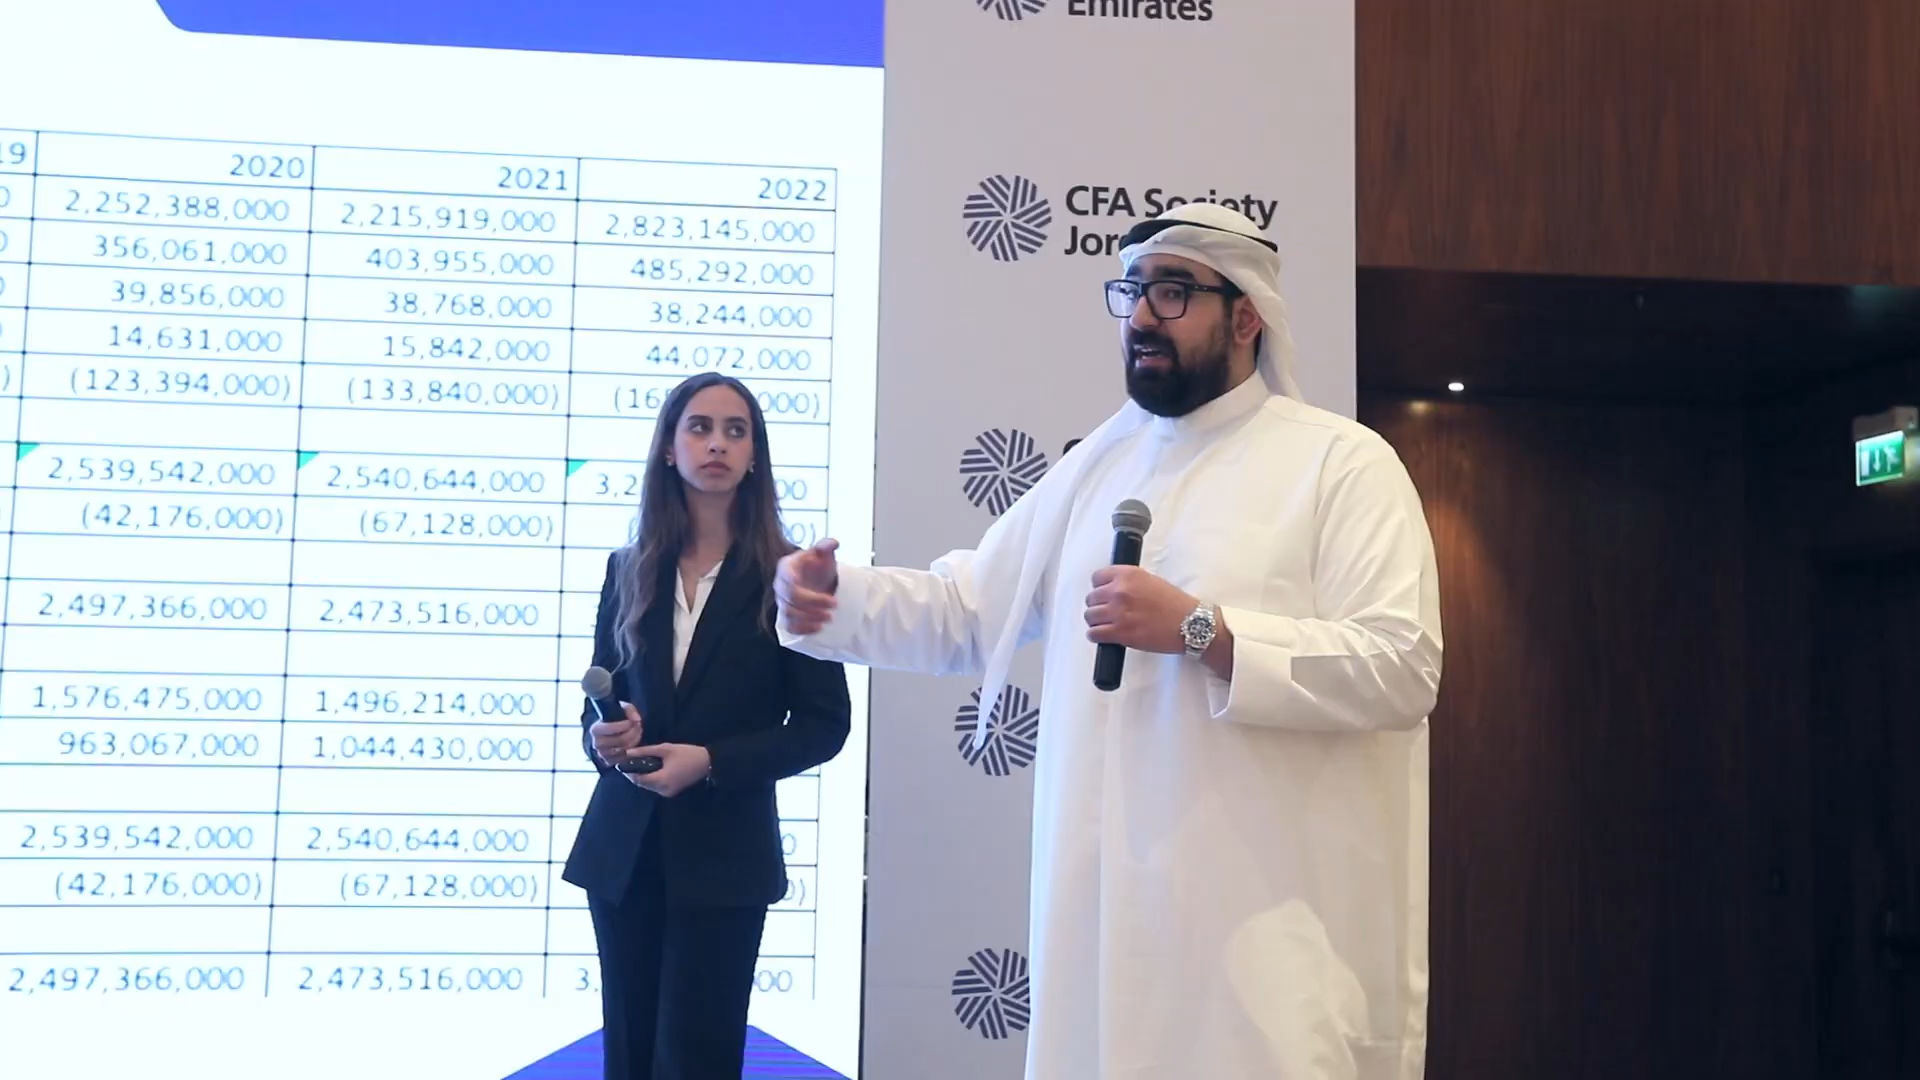 2020 2021 2022
2,252,388,000 2,215,919,000 2,823,145,000
356,061,000 403,955,000 485,292,000
39,856,000 38,768,000 38,244,000
14,631,000 15,842,000 44,072,000
(123,394,000) (133,840,000)
2,539,542,000 2,540,644,000
(42,176,000) (67,128,000)
2,497,366,000 2,473,516,000
1,576,475,000 1,496,214,000
963,067,000 1,044,430,000
2,539,542,000 2,540,644,000
(42,176,000) (67,128,000)
2,497,366,000 2,473,516,000
Emirates
CFA Society